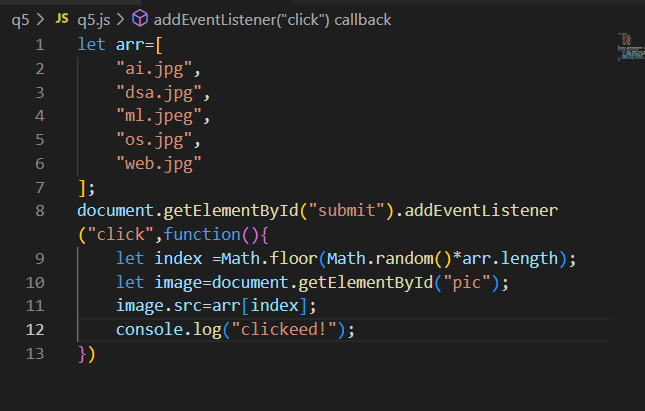 q5 > JS q5.js > addEventListener("click") callback
1 let arr=[
2 "ai.jpg",
3 "dsa.jpg",
4 "ml.jpeg",
5 "os.jpg",
6 "web.jpg"
7 ];
8 document.getElementById("submit").addEventListener
("click",function(){
9 let index =Math.floor(Math.random()*arr.length);
10 let image=document.getElementById("pic");
11 image.src=arr[index];
12 console.log("clickeed!");
13 })